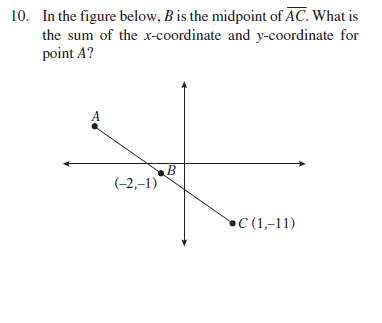 10. In the figure below, B is the midpoint of A̅C̅. What is
the sum of the x-coordinate and y-coordinate for
point A?
A
B
(–2,–1)
C (1,–11)